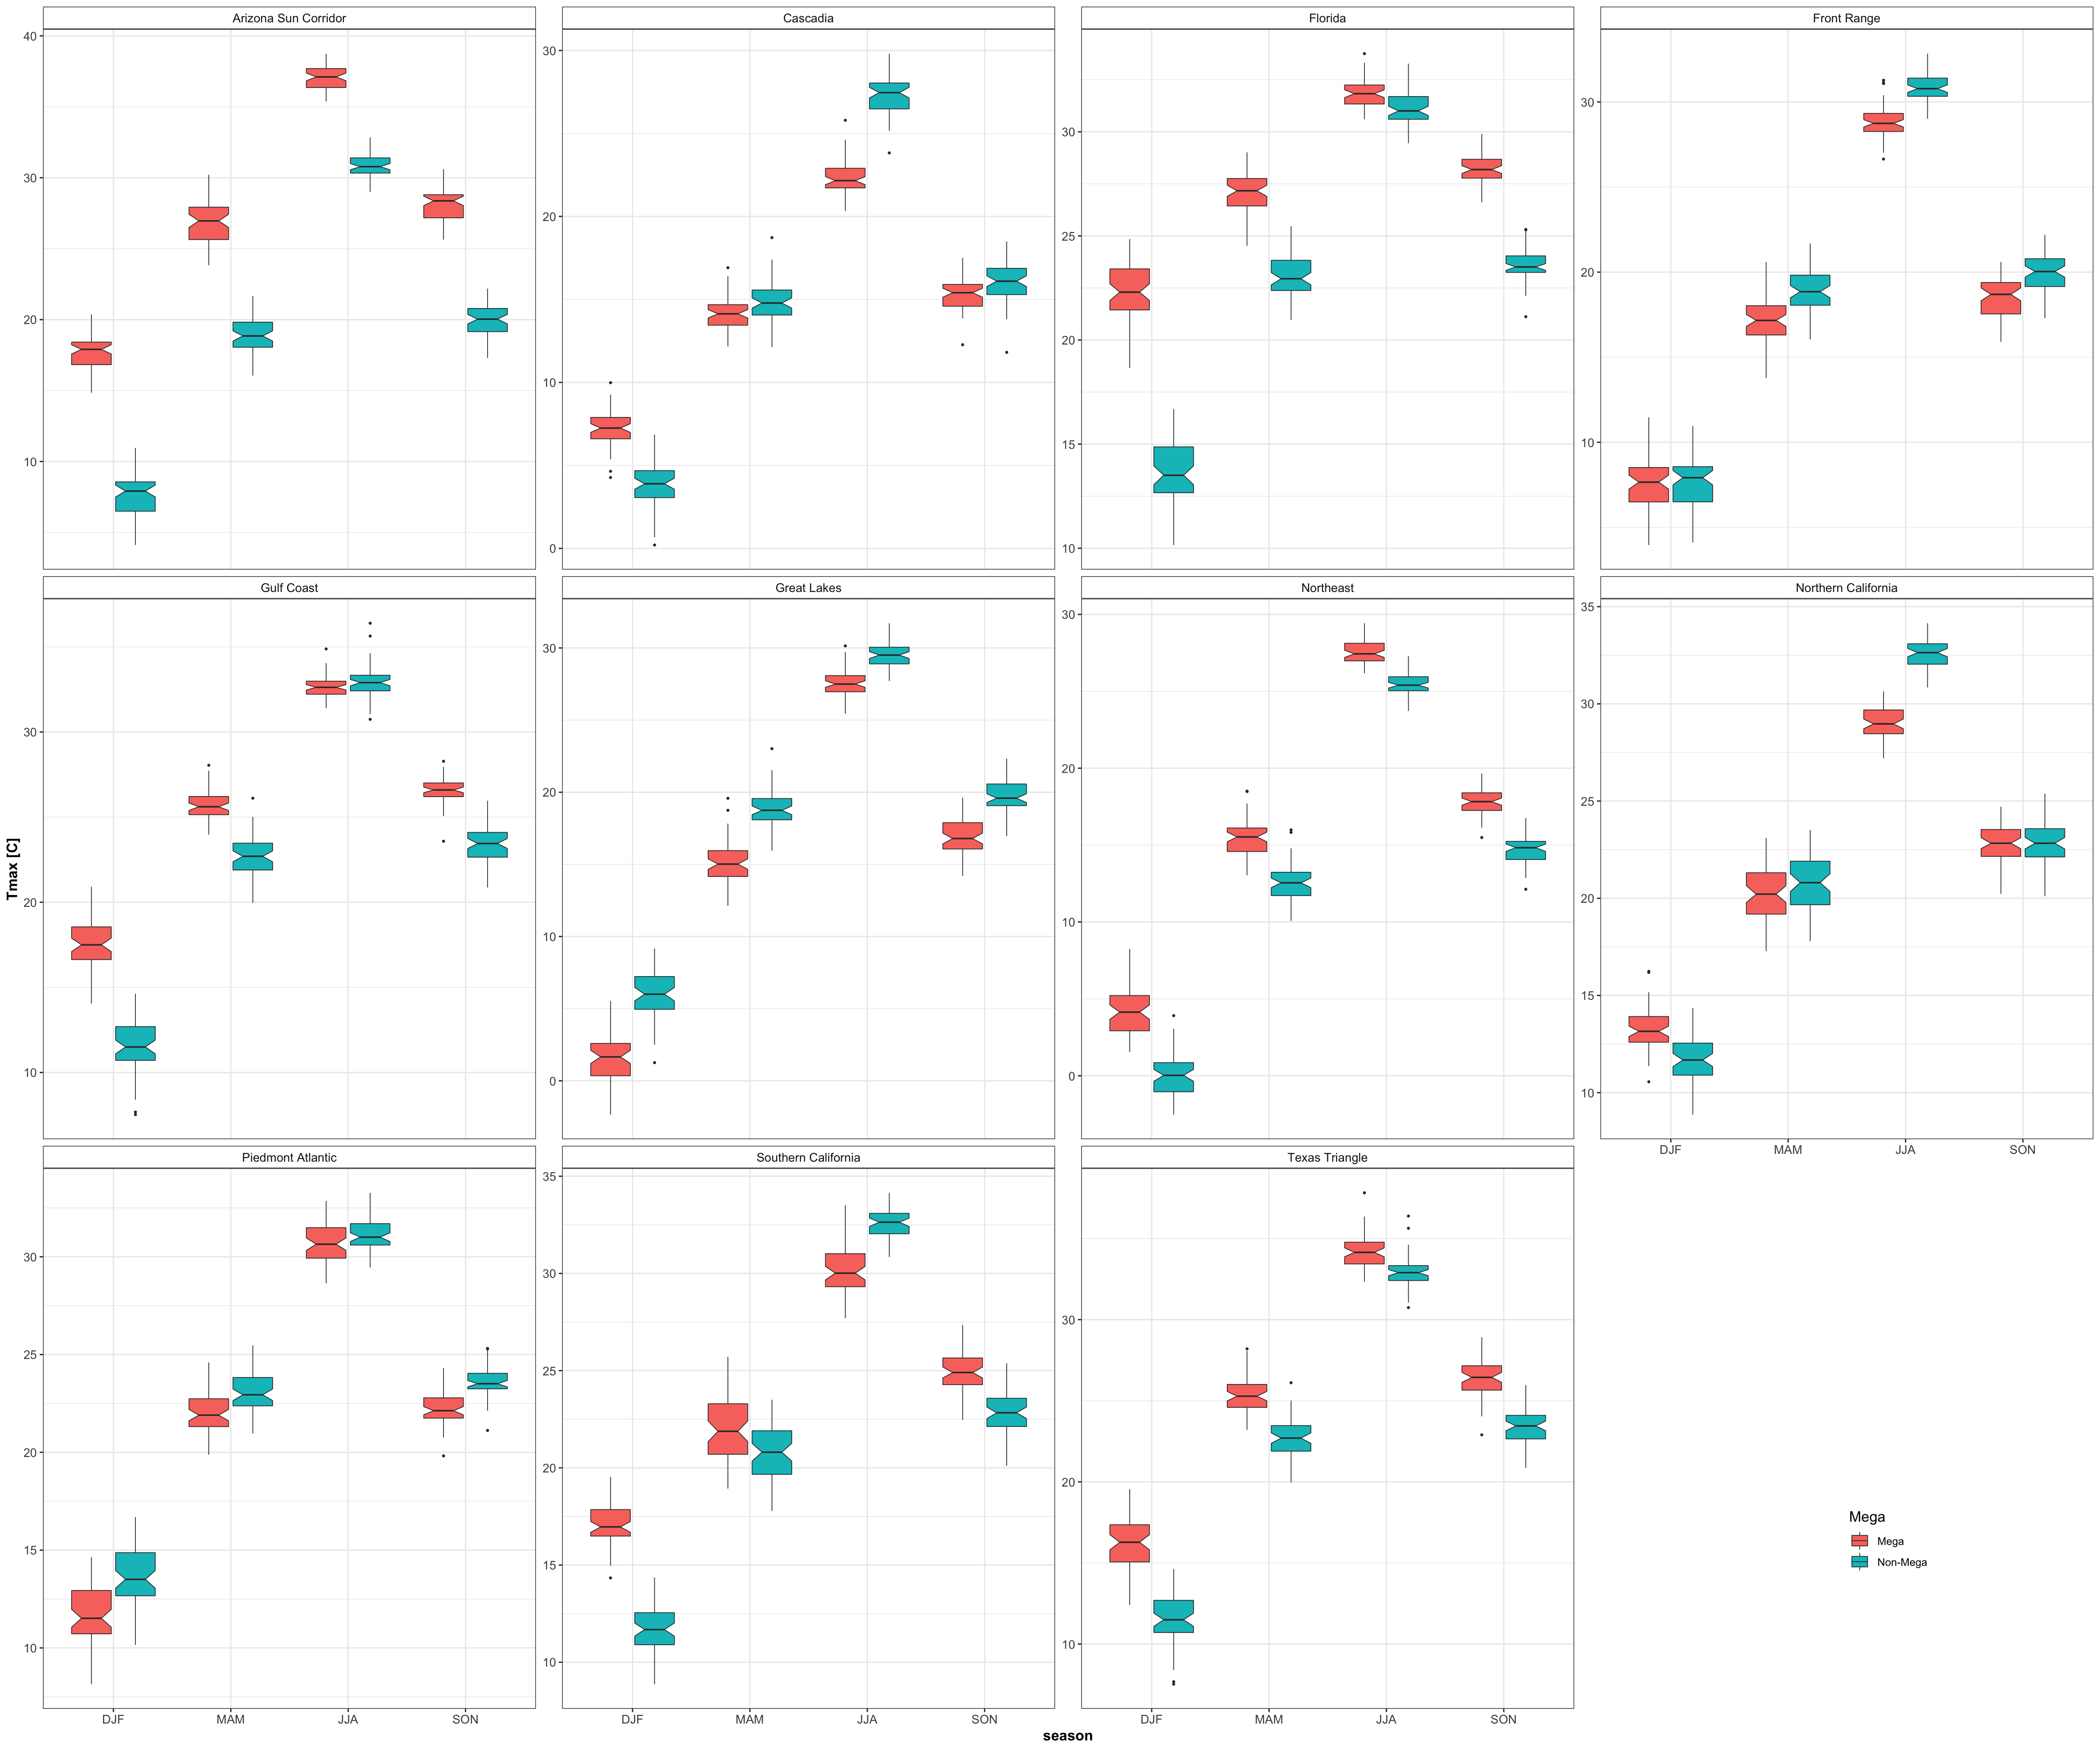 Arizona Sun Corridor
Cascadia
Florida
Front Range
40
30
20
10
30
20
10
0
30
25
20
15
10
30
20
10
Gulf Coast
Great Lakes
Northeast
Northern California
30
20
10
30
20
10
0
30
20
10
0
35
30
25
20
15
10
DJF MAM JJA SON
Tmax [C]
Piedmont Atlantic
Southern California
Texas Triangle
30
25
20
15
10
35
30
25
20
15
10
30
20
10
Mega
Mega
Non-Mega
DJF MAM JJA SON
DJF MAM JJA SON
DJF MAM JJA SON
season